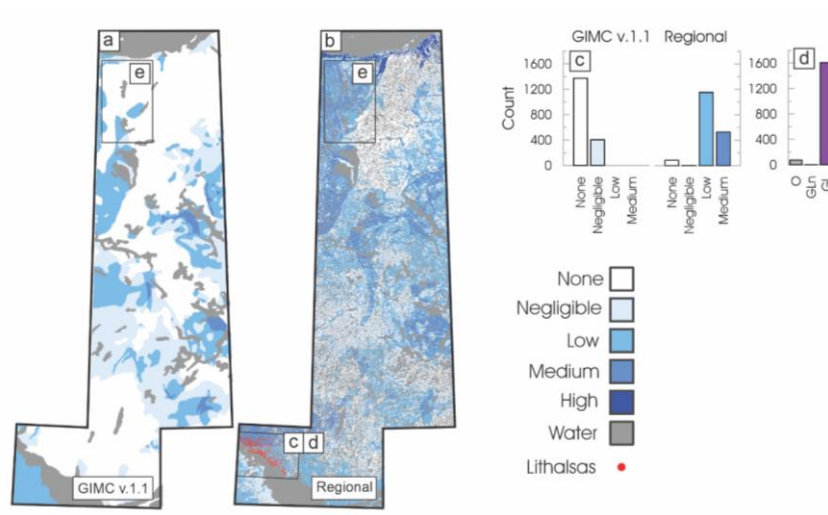 a
e
GIMC v.1.1
b
e
c d
Regional
GIMC v.1.1 Regional
c
Count
1600
1200
800
400
0
None
Negligible
Low
Medium
None
Negligible
Low
Medium
d
1600
1200
800
400
0
O
GLn
None
Negligible
Low
Medium
High
Water
Lithalsas